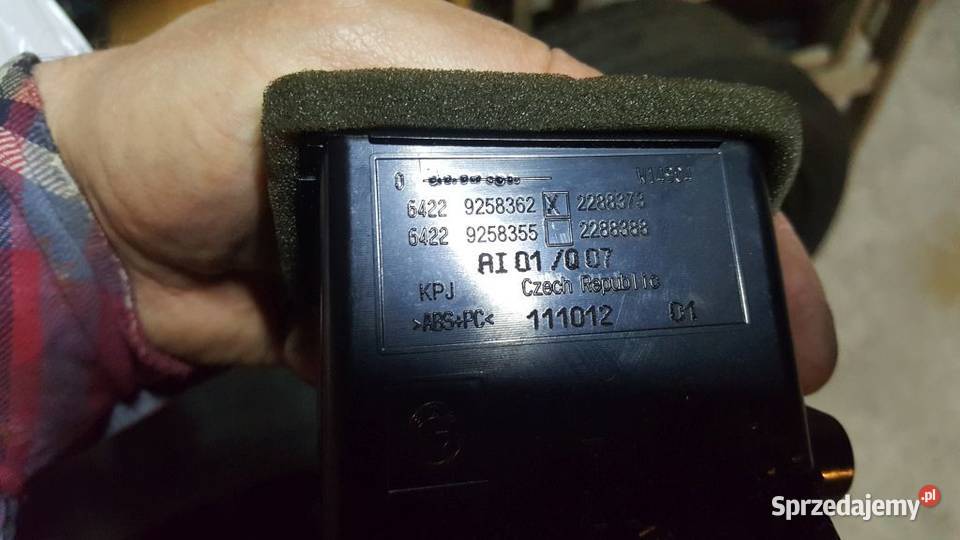 0
6422 9258362 X 2288373
6422 9258355 2288388
AI 01 /Q 07
KPJ Czech Republic
>ABS+PC< 111012 01
Sprzedajemy.pl